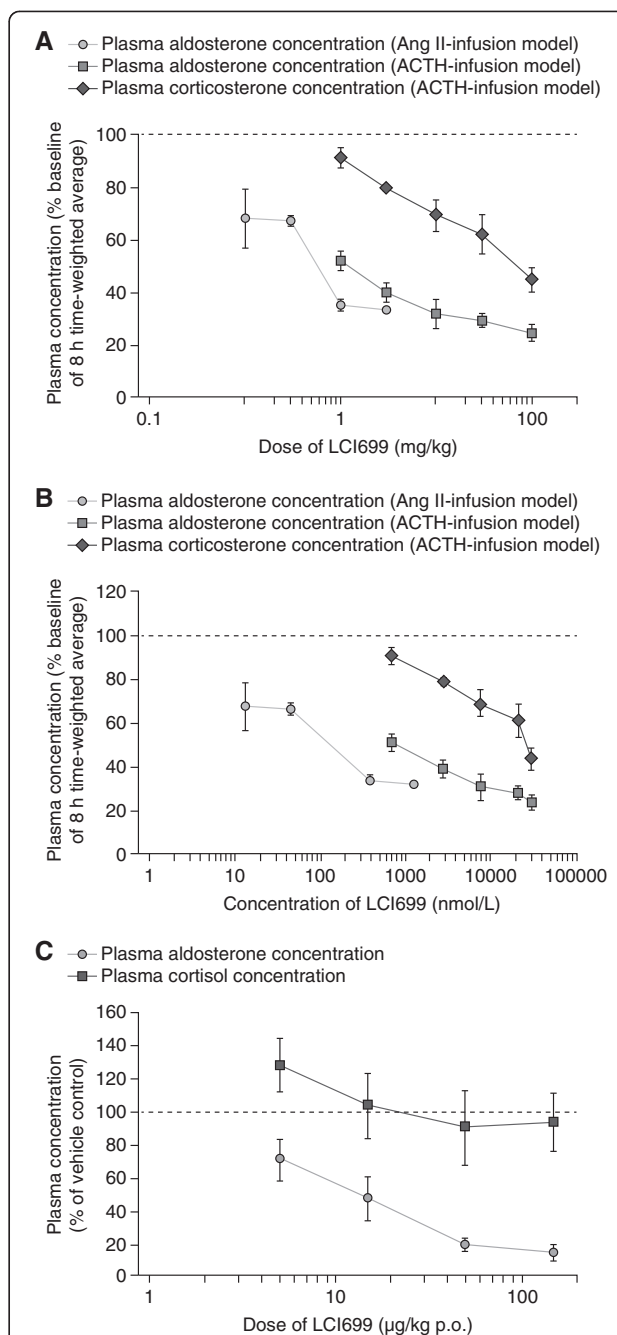 A
Plasma aldosterone concentration (Ang II-infusion model)
Plasma aldosterone concentration (ACTH-infusion model)
Plasma corticosterone concentration (ACTH-infusion model)
Plasma concentration (% baseline
of 8 h time-weighted average)
100
80
60
40
20
0
0.1
1
100
Dose of LCI699 (mg/kg)
B
Plasma aldosterone concentration (Ang II-infusion model)
Plasma aldosterone concentration (ACTH-infusion model)
Plasma corticosterone concentration (ACTH-infusion model)
Plasma concentration (% baseline
of 8 h time-weighted average)
120
100
80
60
40
20
0
1
10
100
1000
10000
100000
Concentration of LCI699 (nmol/L)
C
Plasma aldosterone concentration
Plasma cortisol concentration
Plasma concentration
(% of vehicle control)
160
140
120
100
80
60
40
20
0
1
10
100
Dose of LCI699 (µg/kg p.o.)